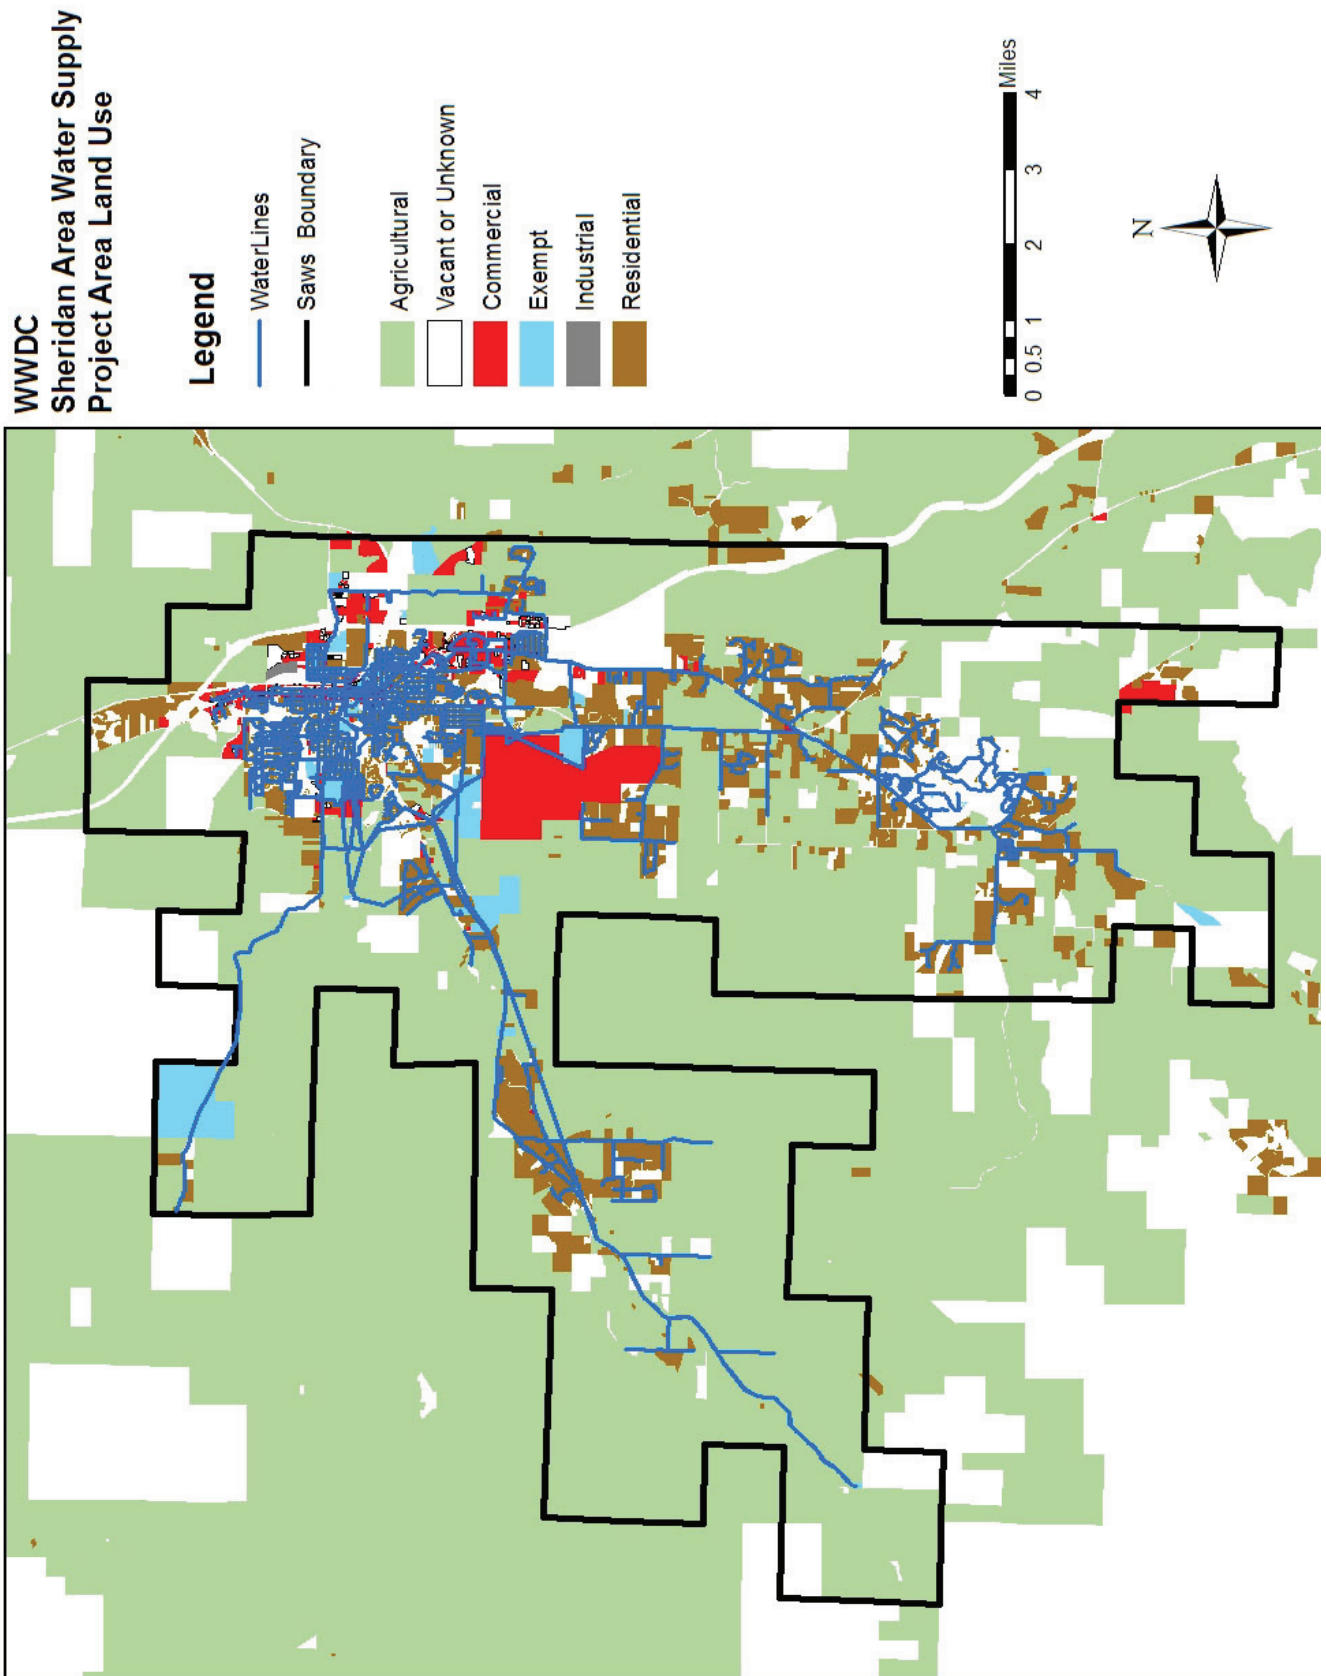 WWDC
Sheridan Area Water Supply
Project Area Land Use
Legend
WaterLines
Saws Boundary
Agricultural
Vacant or Unknown
Commercial
Exempt
Industrial
Residential
Miles
0 0.5 1 2 3 4
N